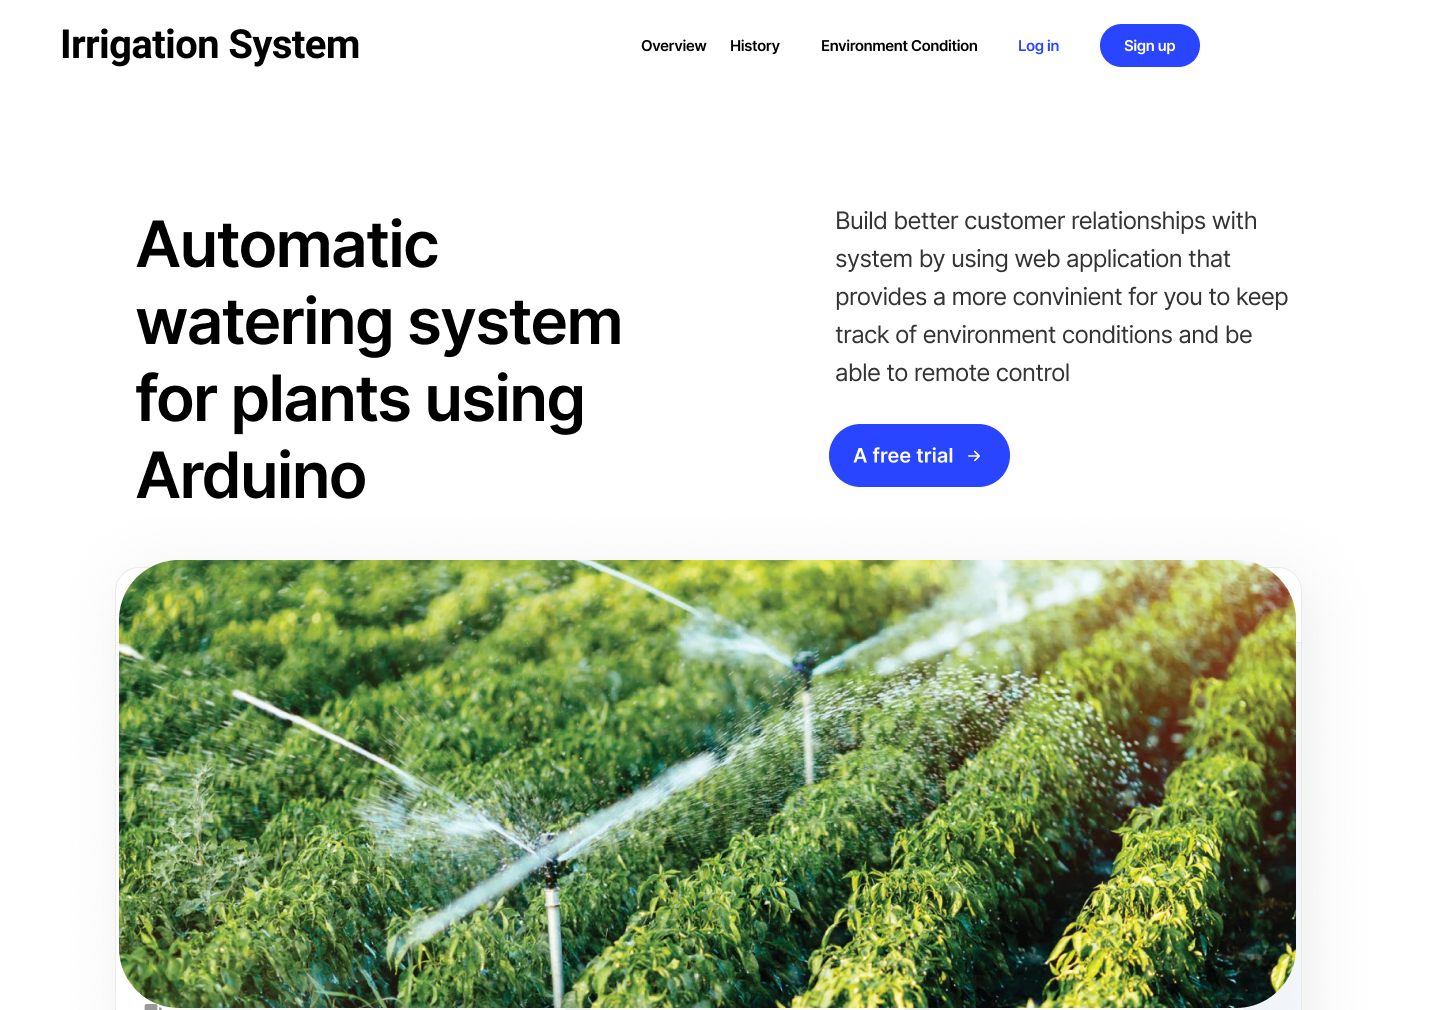 Irrigation System
Overview History Environment Condition Log in Sign up
Automatic
watering system
for plants using
Arduino
Build better customer relationships with
system by using web application that
provides a more convinient for you to keep
track of environment conditions and be
able to remote control
A free trial →